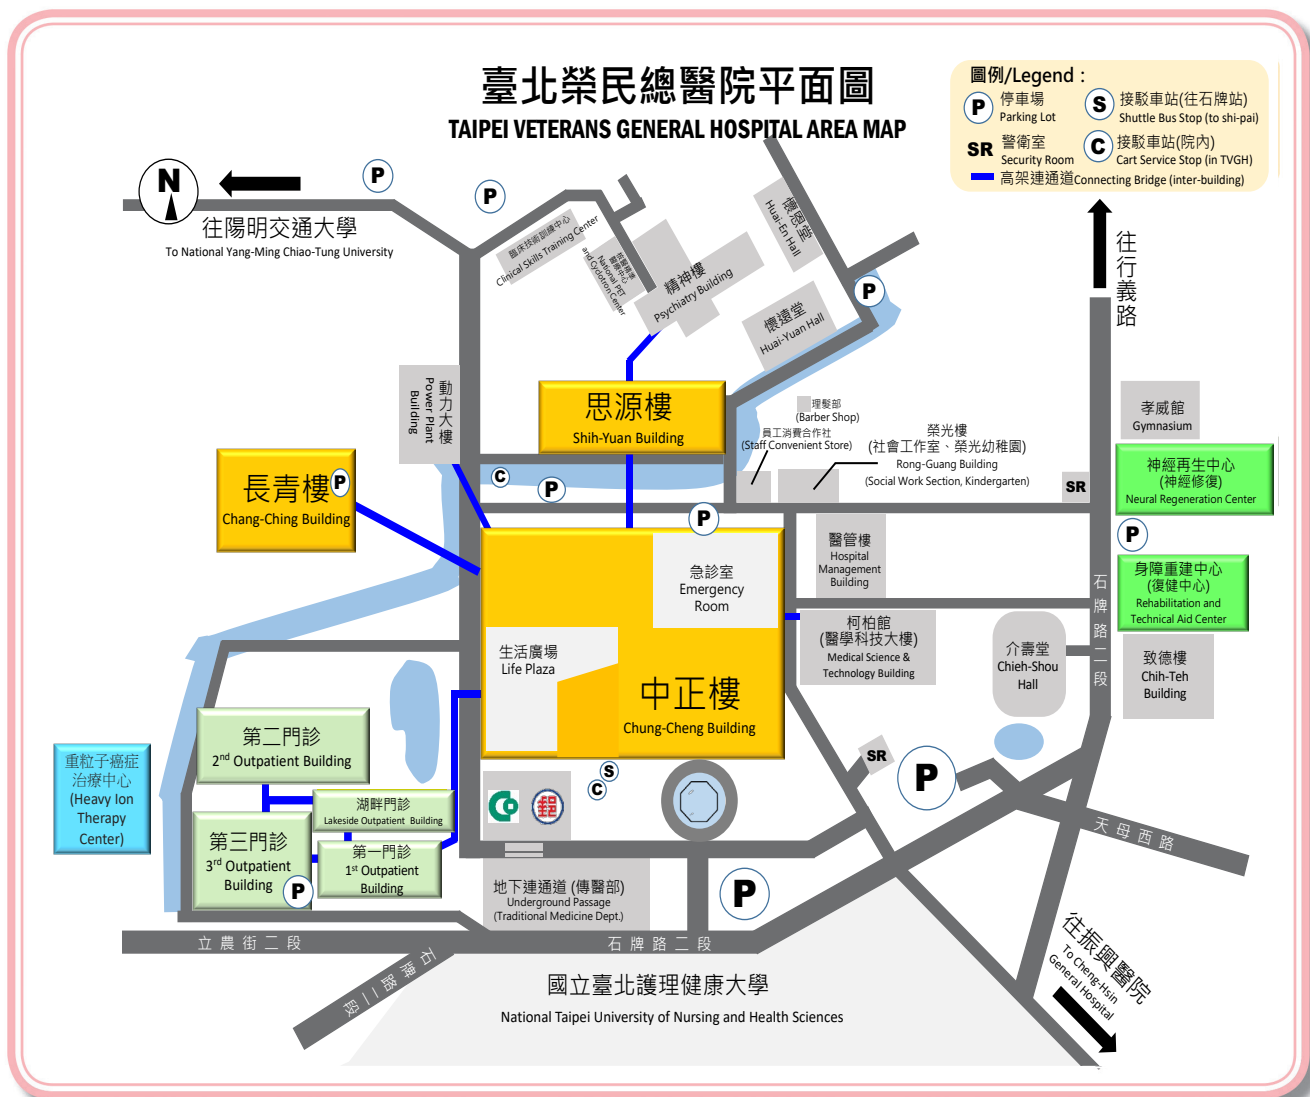 臺北榮民總醫院平面圖
TAIPEI VETERANS GENERAL HOSPITAL AREA MAP
圖例/Legend :
P
停車場
Parking Lot
S
接駁車站(往石牌站)
Shuttle Bus Stop (to shi-pai)
SR
警衛室
Security Room
C
接駁車站(院內)
Cart Service Stop (in TVGH)
高架連通道Connecting Bridge (inter-building)
N
往陽明交通大學
To National Yang-Ming Chiao-Tung University
P
P
臨床技術訓練中心
Clinical Skills Training Center
National PET
and Cyclotron Center
精神樓
Psychiatry Building
懷恩堂
Huai-En Hall
懷遠堂
Huai-Yuan Hall
P
往行義路
動力大樓
Power Plant
Building
思源樓
Shih-Yuan Building
理髮部
(Barber Shop)
員工消費合作社
(Staff Convenient Store)
榮光樓
(社會工作室、榮光幼稚園)
Rong-Guang Building
(Social Work Section, Kindergarten)
孝威館
Gymnasium
神經再生中心
(神經修復)
Neural Regeneration Center
SR
長青樓
P
Chang-Ching Building
C
P
P
P
急診室
Emergency
Room
醫管樓
Hospital
Management
Building
身障重建中心
(復健中心)
Rehabilitation and
Technical Aid Center
石牌路二段
生活廣場
Life Plaza
中正樓
Chung-Cheng Building
柯柏館
(醫學科技大樓)
Medical Science &
Technology Building
介壽堂
Chieh-Shou
Hall
致德樓
Chih-Teh
Building
第二門診
2nd Outpatient Building
重粒子癌症
治療中心
(Heavy Ion
Therapy
Center)
湖畔門診
Lakeside Outpatient Building
第三門診
3rd Outpatient
Building
P
第一門診
1st Outpatient
Building
S
C
郵
SR
P
天母西路
地下連通道 (傳醫部)
Underground Passage
(Traditional Medicine Dept.)
P
立農街二段
石牌路二段
石牌路二段
往振興醫院
To Cheng-Hsin
General Hospital
國立臺北護理健康大學
National Taipei University of Nursing and Health Sciences